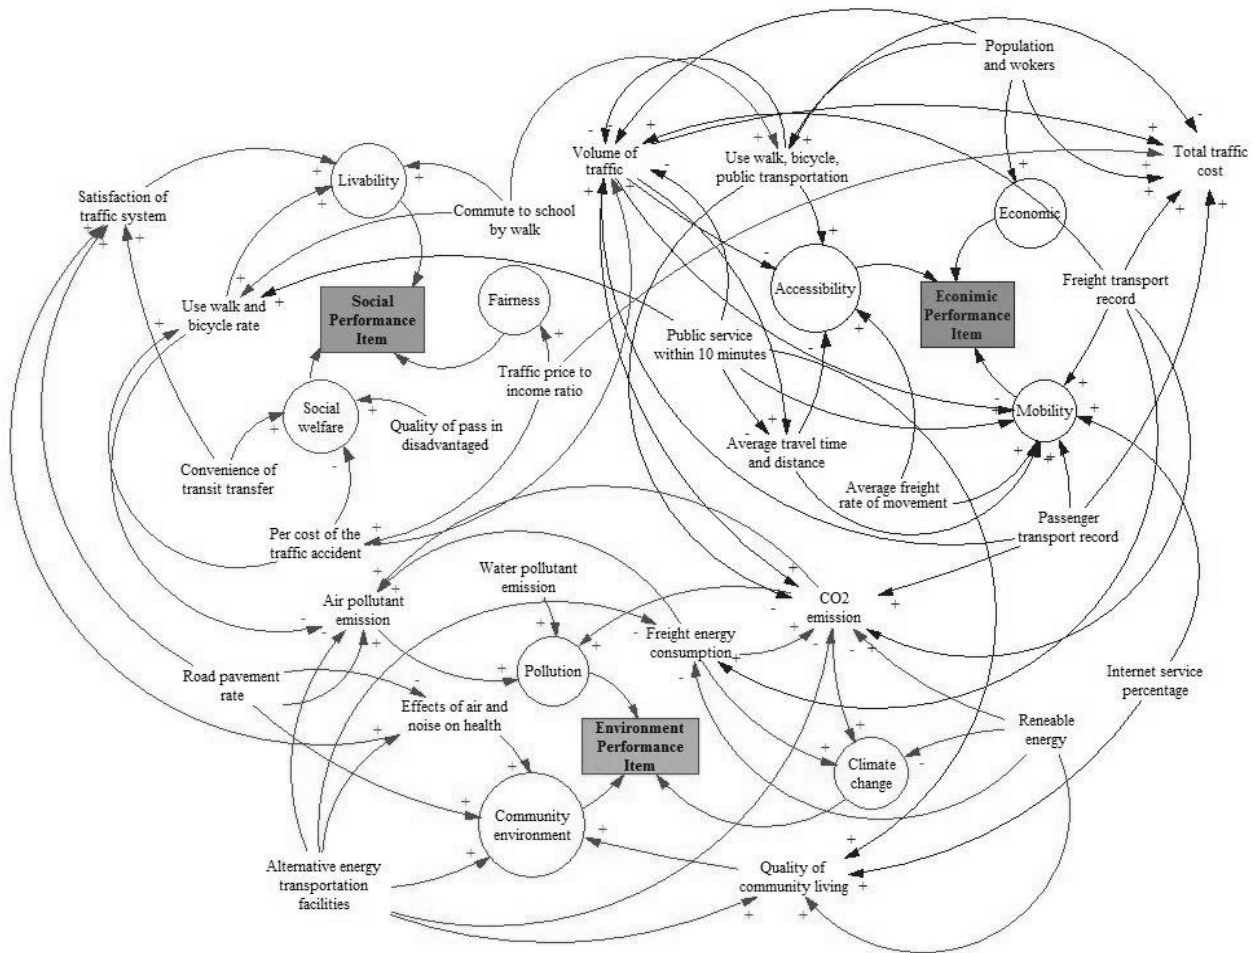 Population
and wokers
Volume of
traffic
Use walk, bicycle,
public transportation
Total traffic
cost
Livability
Satisfaction of
traffic system
Commute to school
by walk
Economic
Use walk and
bicycle rate
Social
Performance
Item
Fairness
Accessibility
Econimic
Performance
Item
Freight transport
record
Public service
within 10 minutes
Traffic price to
income ratio
Social
welfare
Quality of pass in
disadvantaged
Mobility
Average travel time
and distance
Convenience of
transit transfer
Average freight
rate of movement
Passenger
transport record
Per cost of the
traffic accident
Water pollutant
emission
Air pollutant
emission
CO2
emission
Freight energy
consumption
Road pavement
rate
Pollution
Internet service
percentage
Effects of air and
noise on health
Environment
Performance
Item
Reneable
energy
Climate
change
Community
environment
Alternative energy
transportation
facilities
Quality of
community living